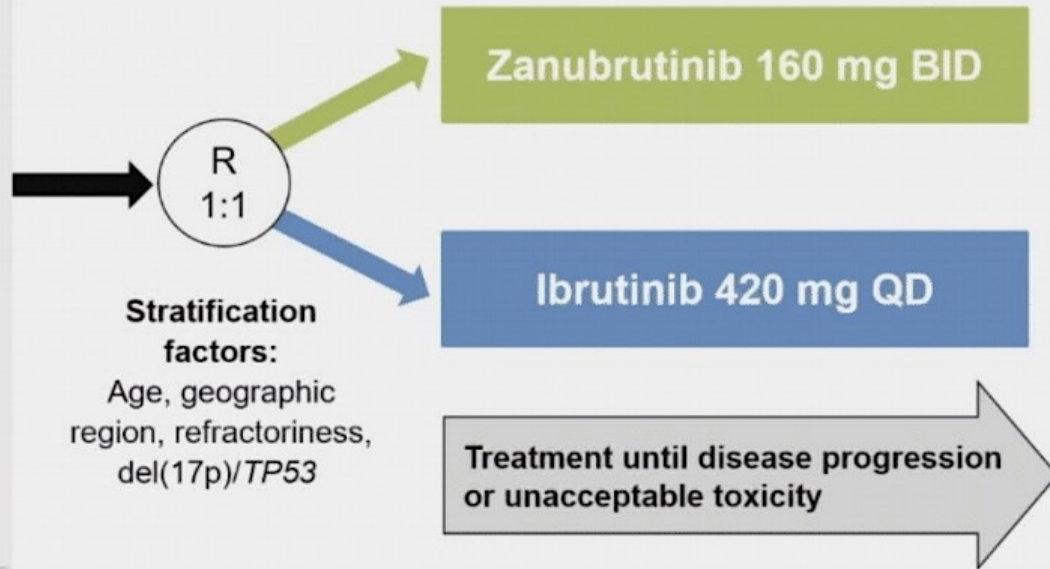 R
1:1
Zanubrutinib 160 mg BID
Ibrutinib 420 mg QD
Stratification
factors:
Age, geographic
region, refractoriness,
del(17p)/TP53
Treatment until disease progression
or unacceptable toxicity